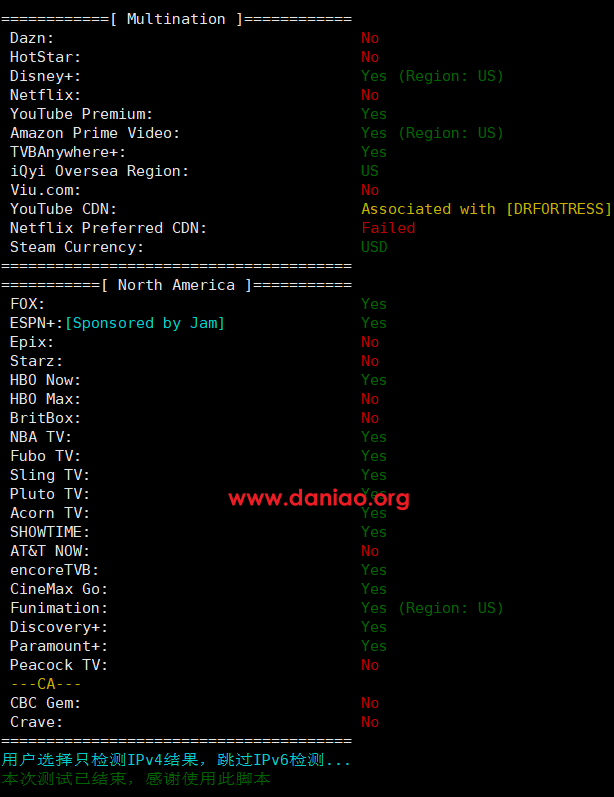 ============[ Multination ]============
Dazn: No
HotStar: No
Disney+: Yes (Region: US)
Netflix: No
YouTube Premium: Yes
Amazon Prime Video: Yes (Region: US)
TVBAnywhere+: Yes
iQyi Oversea Region: US
Viu.com: No
YouTube CDN: Associated with [DRFORTRESS]
Netflix Preferred CDN: Failed
Steam Currency: USD
=======================================
===========[ North America ]===========
FOX: Yes
ESPN+:[Sponsored by Jam] Yes
Epix: No
Starz: No
HBO Now: Yes
HBO Max: No
BritBox: No
NBA TV: Yes
Fubo TV: Yes
Sling TV: Yes
Pluto TV: Yes
www.daniao.org
Acorn TV: Yes
SHOWTIME: Yes
AT&T NOW: No
encoreTVB: Yes
CineMax Go: Yes
Funimation: Yes (Region: US)
Discovery+: Yes
Paramount+: Yes
Peacock TV: No
---CA---
CBC Gem: No
Crave: No
=======================================
用户选择只检测IPv4结果，跳过IPv6检测...
本次测试已结束，感谢使用此脚本